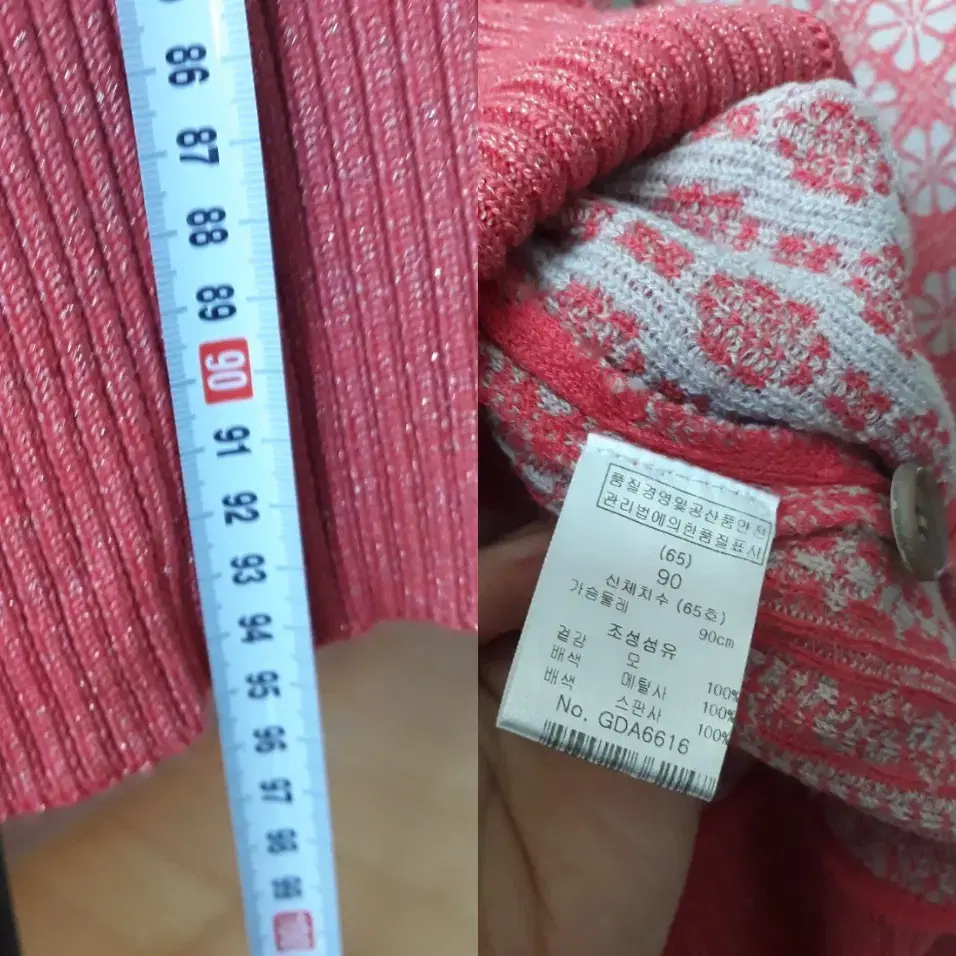 86
87
88
89
90
91
92
93
94
95
96
97
98
99
100
품질경영및공산품안전
관리법에의한품질표시
(65)
90
신체치수 (65호)
가슴둘레 90cm
조성섬유
겉감 모 100%
배색 메탈사 100%
배색 스판사 100%
No. GDA6616